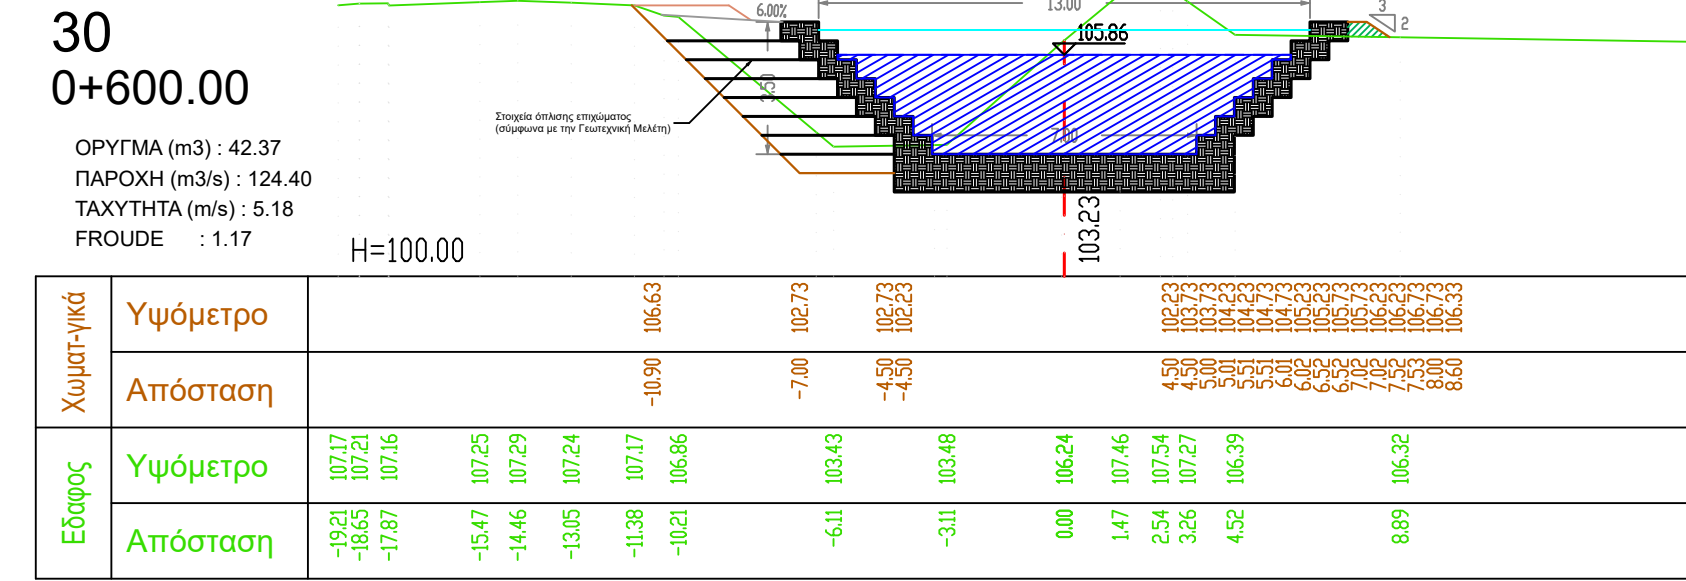 30
0+600.00
ΟΡΥΓΜΑ (m3) : 42.37
ΠΑΡΟΧΗ (m3/s) : 124.40
ΤΑΧΥΤΗΤΑ (m/s) : 5.18
FROUDE : 1.17
H=100.00
6.00%
13.00
3
2
105.86
3.50
Στοιχεία όπλισης επιχώματος
(σύμφωνα με την Γεωτεχνική Μελέτη)
7.00
103.23
Χωματ-γικά
Υψόμετρο
106.63 102.73 102.73 102.23 102.23 103.73 103.73 104.23 104.23 104.73 104.73 105.23 105.23 105.73 105.73 106.23 106.23 106.73 106.73 106.33
Απόσταση
-10.90 -7.00 -4.50 -4.50 4.50 4.50 5.00 5.01 5.51 5.51 6.01 6.02 6.52 6.52 7.02 7.02 7.52 7.53 8.00 8.60
Εδαφος
Υψόμετρο
107.17 107.21 107.16 107.25 107.29 107.24 107.17 106.86 103.43 103.48 106.24 107.46 107.54 107.27 106.39 106.32
Απόσταση
-19.21 -18.65 -17.87 -15.47 -14.46 -13.05 -11.38 -10.21 -6.11 -3.11 0.00 1.47 2.54 3.26 4.52 8.89